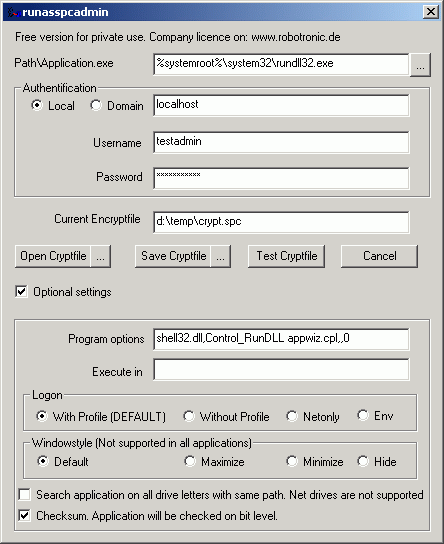 runasspcadmin
Free version for private use. Company licence on: www.robotronic.de
Path\Application.exe %systemroot%\system32\rundll32.exe ...
Authentification
Local Domain localhost
Username testadmin
Password ***********
Current Encryptfile d:\temp\crypt.spc
Open Cryptfile ... Save Cryptfile ... Test Cryptfile Cancel
Optional settings
Program options shell32.dll,Control_RunDLL appwiz.cpl,,0
Execute in
Logon
With Profile (DEFAULT) Without Profile Netonly Env
Windowstyle (Not supported in all applications)
Default Maximize Minimize Hide
Search application on all drive letters with same path. Net drives are not supported
Checksum. Application will be checked on bit level.